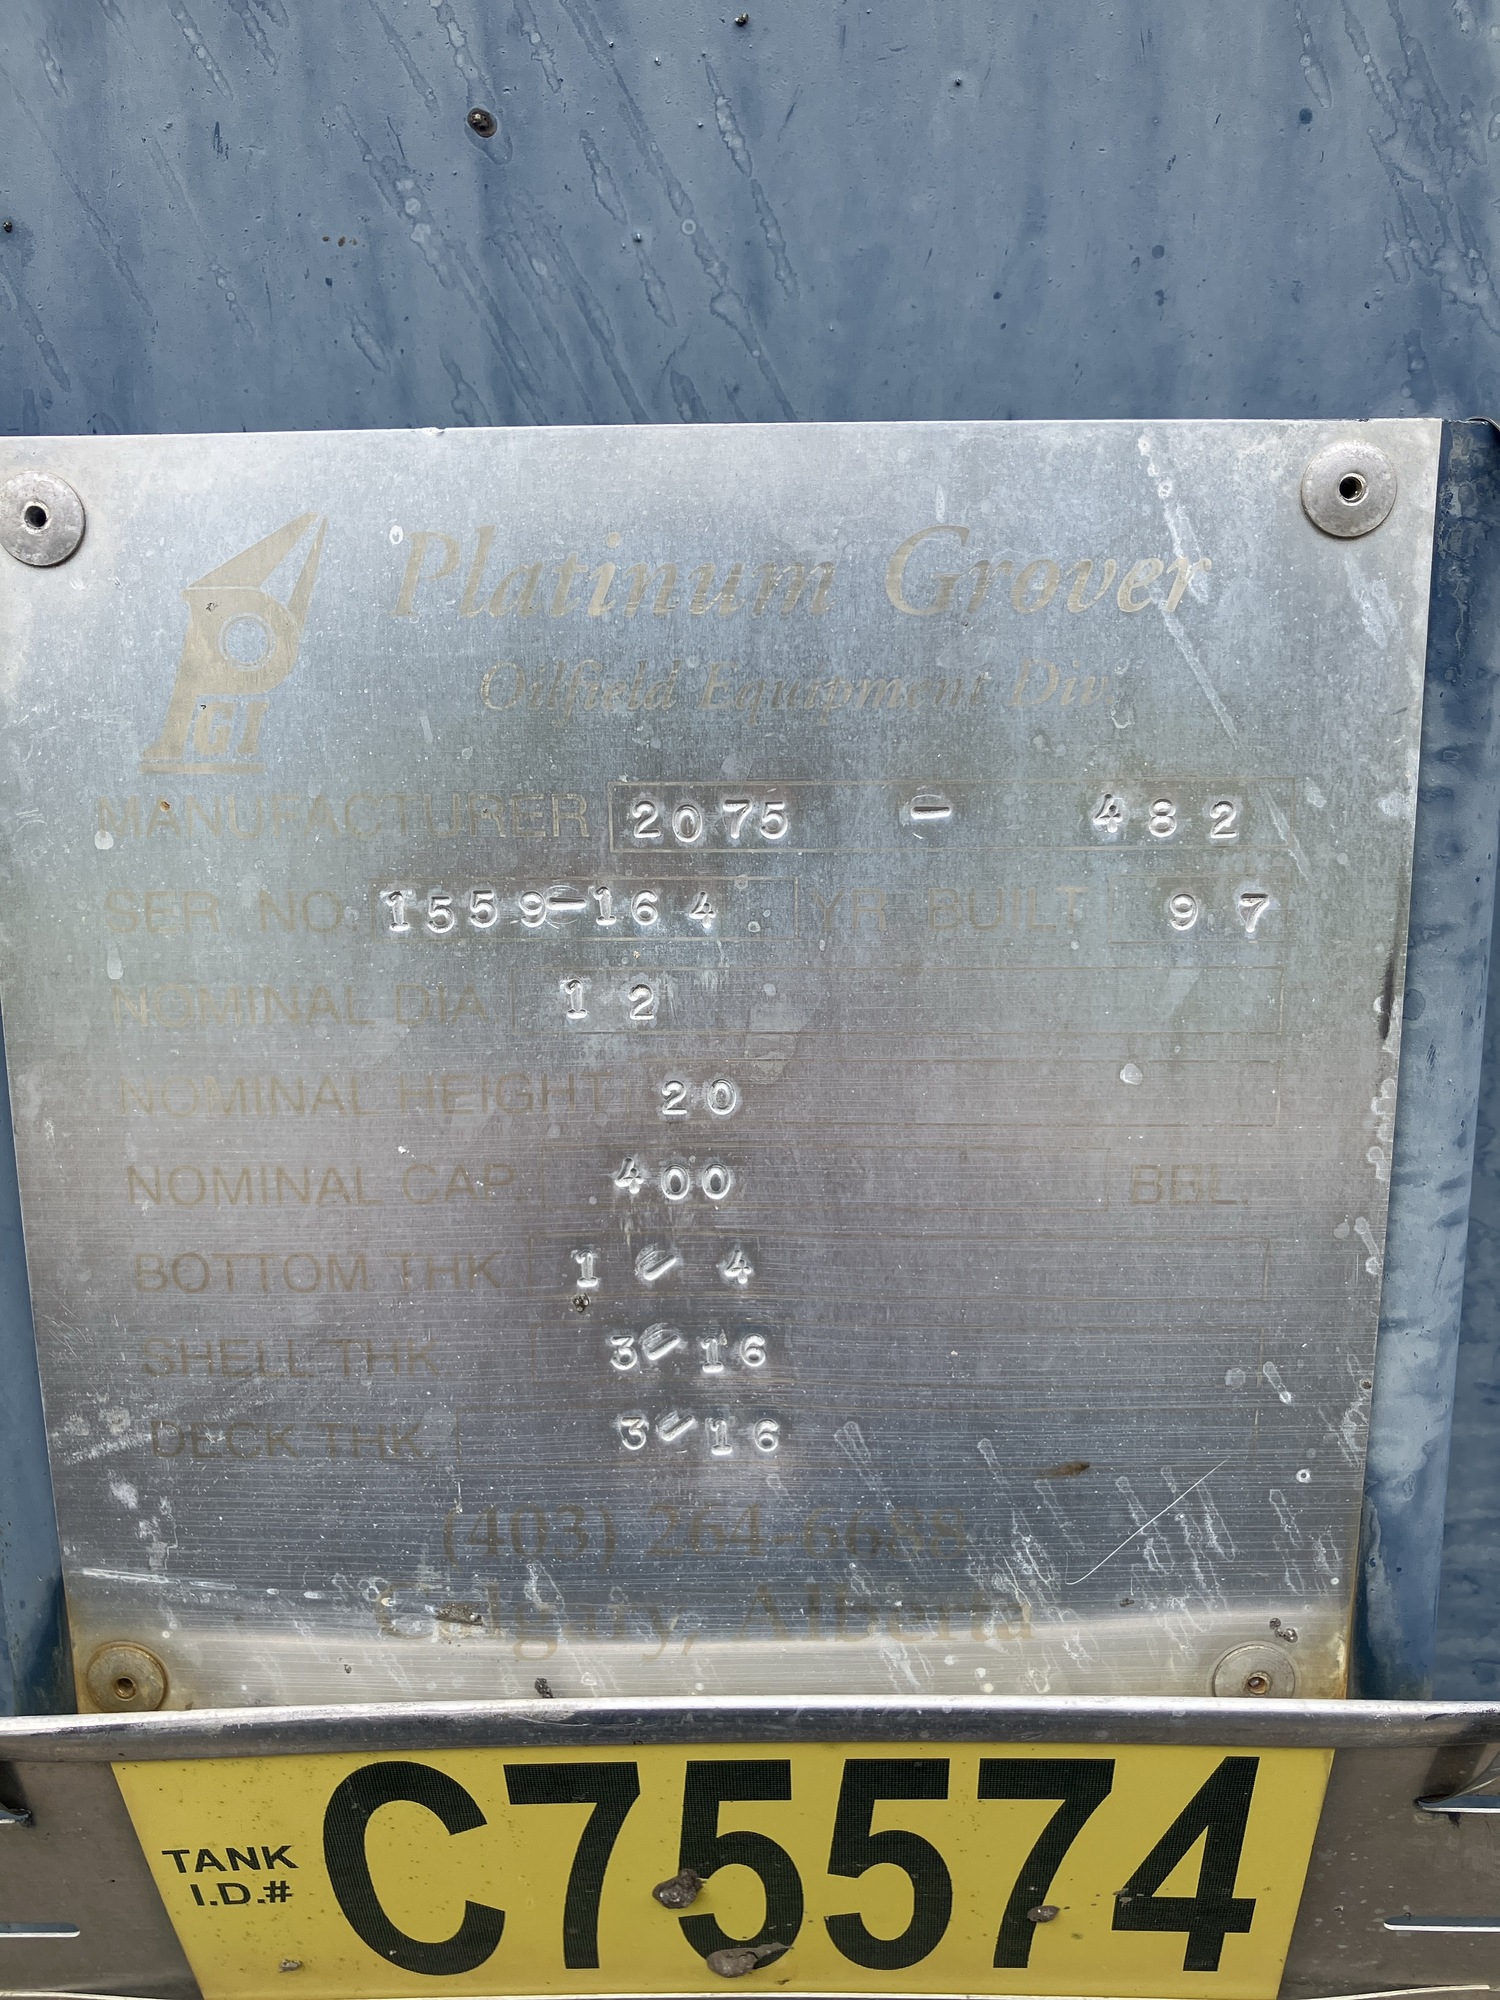 PGI
Platinum Grover
Oilfield Equipment Div.
MANUFACTURER 2075 - 482
SER NO 1559-164 YR BUILT 97
NOMINAL DIA 12
NOMINAL HEIGHT 20
NOMINAL CAP 400 BBL
BOTTOM THK 1 - 4
SHELL THK 3-16
DECK THK 3-16
(403) 264-6688
Calgary, Alberta
TANK I.D.# C75574